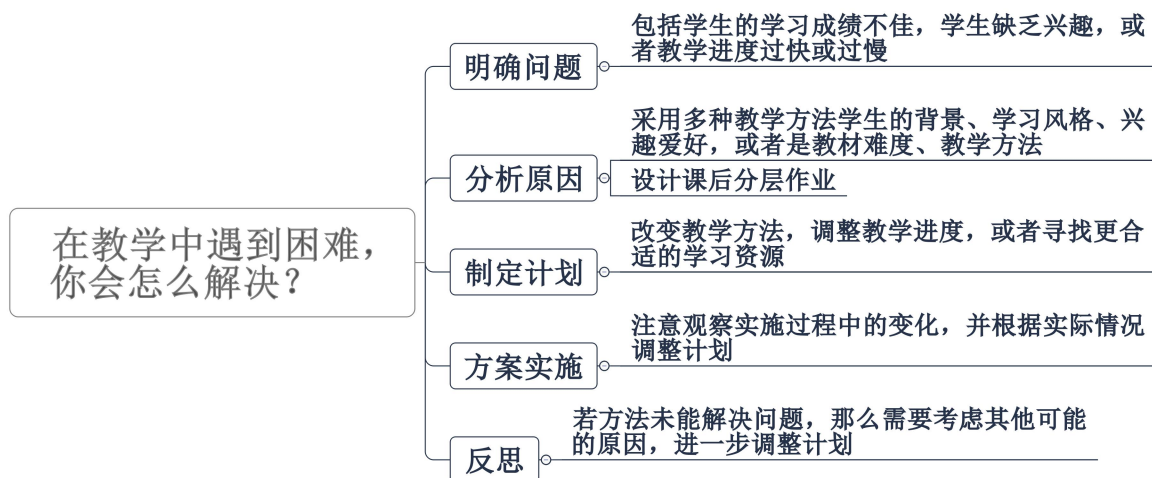 在教学中遇到困难，
你会怎么解决？
明确问题
包括学生的学习成绩不佳，学生缺乏兴趣，或
者教学进度过快或过慢
分析原因
采用多种教学方法学生的背景、学习风格、兴
趣爱好，或者是教材难度、教学方法
设计课后分层作业
制定计划
改变教学方法，调整教学进度，或者寻找更合
适的学习资源
方案实施
注意观察实施过程中的变化，并根据实际情况
调整计划
反思
若方法未能解决问题，那么需要考虑其他可能
的原因，进一步调整计划